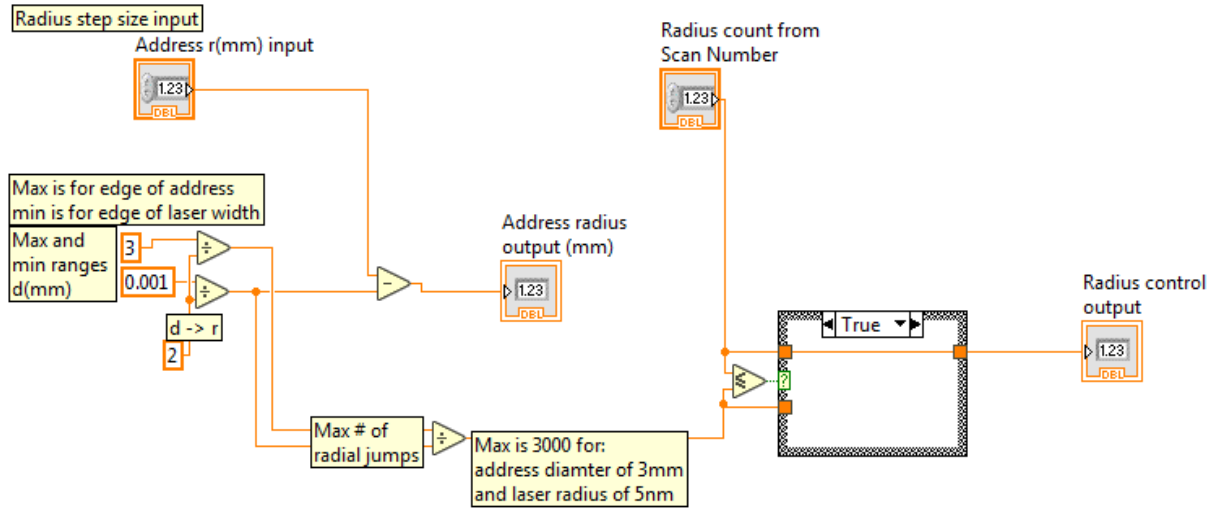 Radius step size input
Address r(mm) input
1.23
DBL
Radius count from
Scan Number
1.23
DBL
Max is for edge of address
min is for edge of laser width
Max and
min ranges
d(mm)
3
÷
0.001
÷
d -> r
2
-
Address radius
output (mm)
1.23
DBL
Radius control
output
1.23
DBL
True
≤
?
Max # of
radial jumps
÷
Max is 3000 for:
address diamter of 3mm
and laser radius of 5nm